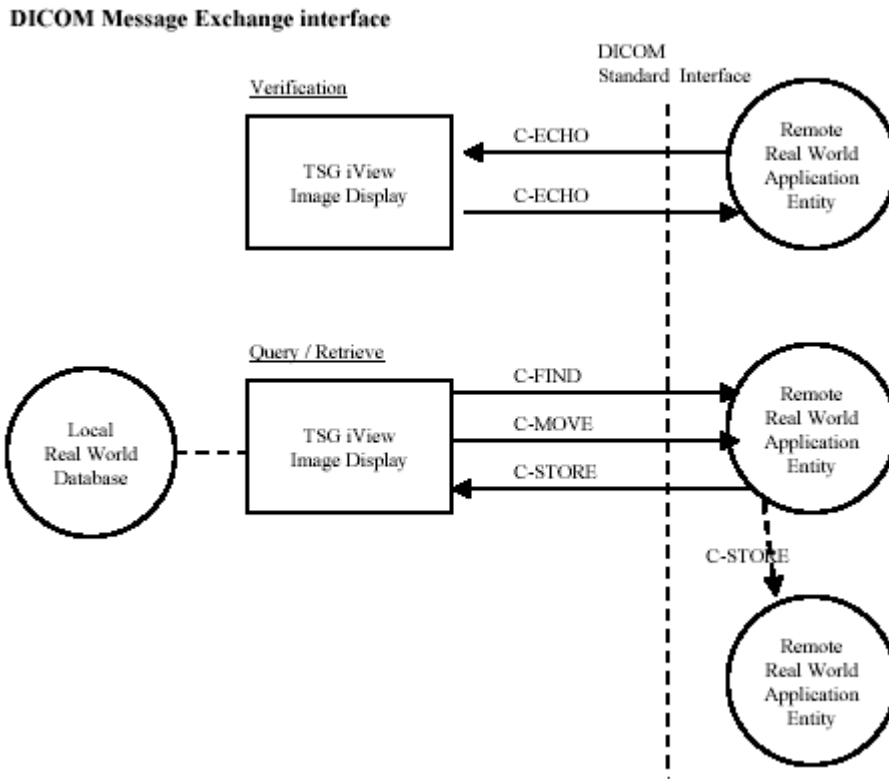 DICOM Message Exchange interface
DICOM
Standard Interface
Verification
TSG iView
Image Display
C-ECHO
C-ECHO
Remote
Real World
Application
Entity
Query / Retrieve
Local
Real World
Database
TSG iView
Image Display
C-FIND
C-MOVE
C-STORE
Remote
Real World
Application
Entity
C-STORE
Remote
Real World
Application
Entity